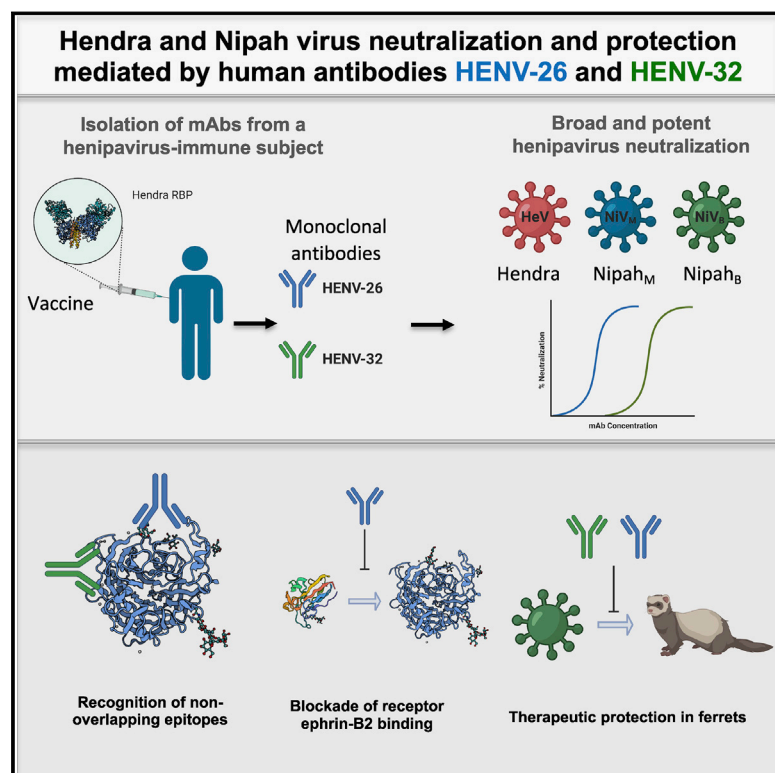 Hendra and Nipah virus neutralization and protection
mediated by human antibodies HENV-26 and HENV-32
Isolation of mAbs from a
henipavirus-immune subject
Hendra RBP
Vaccine
Monoclonal
antibodies
HENV-26
HENV-32
Broad and potent
henipavirus neutralization
HeV
NiVM
NiVB
Hendra
NipahM
NipahB
% Neutralization
mAb Concentration
Recognition of non-
overlapping epitopes
Blockade of receptor
ephrin-B2 binding
Therapeutic protection in ferrets